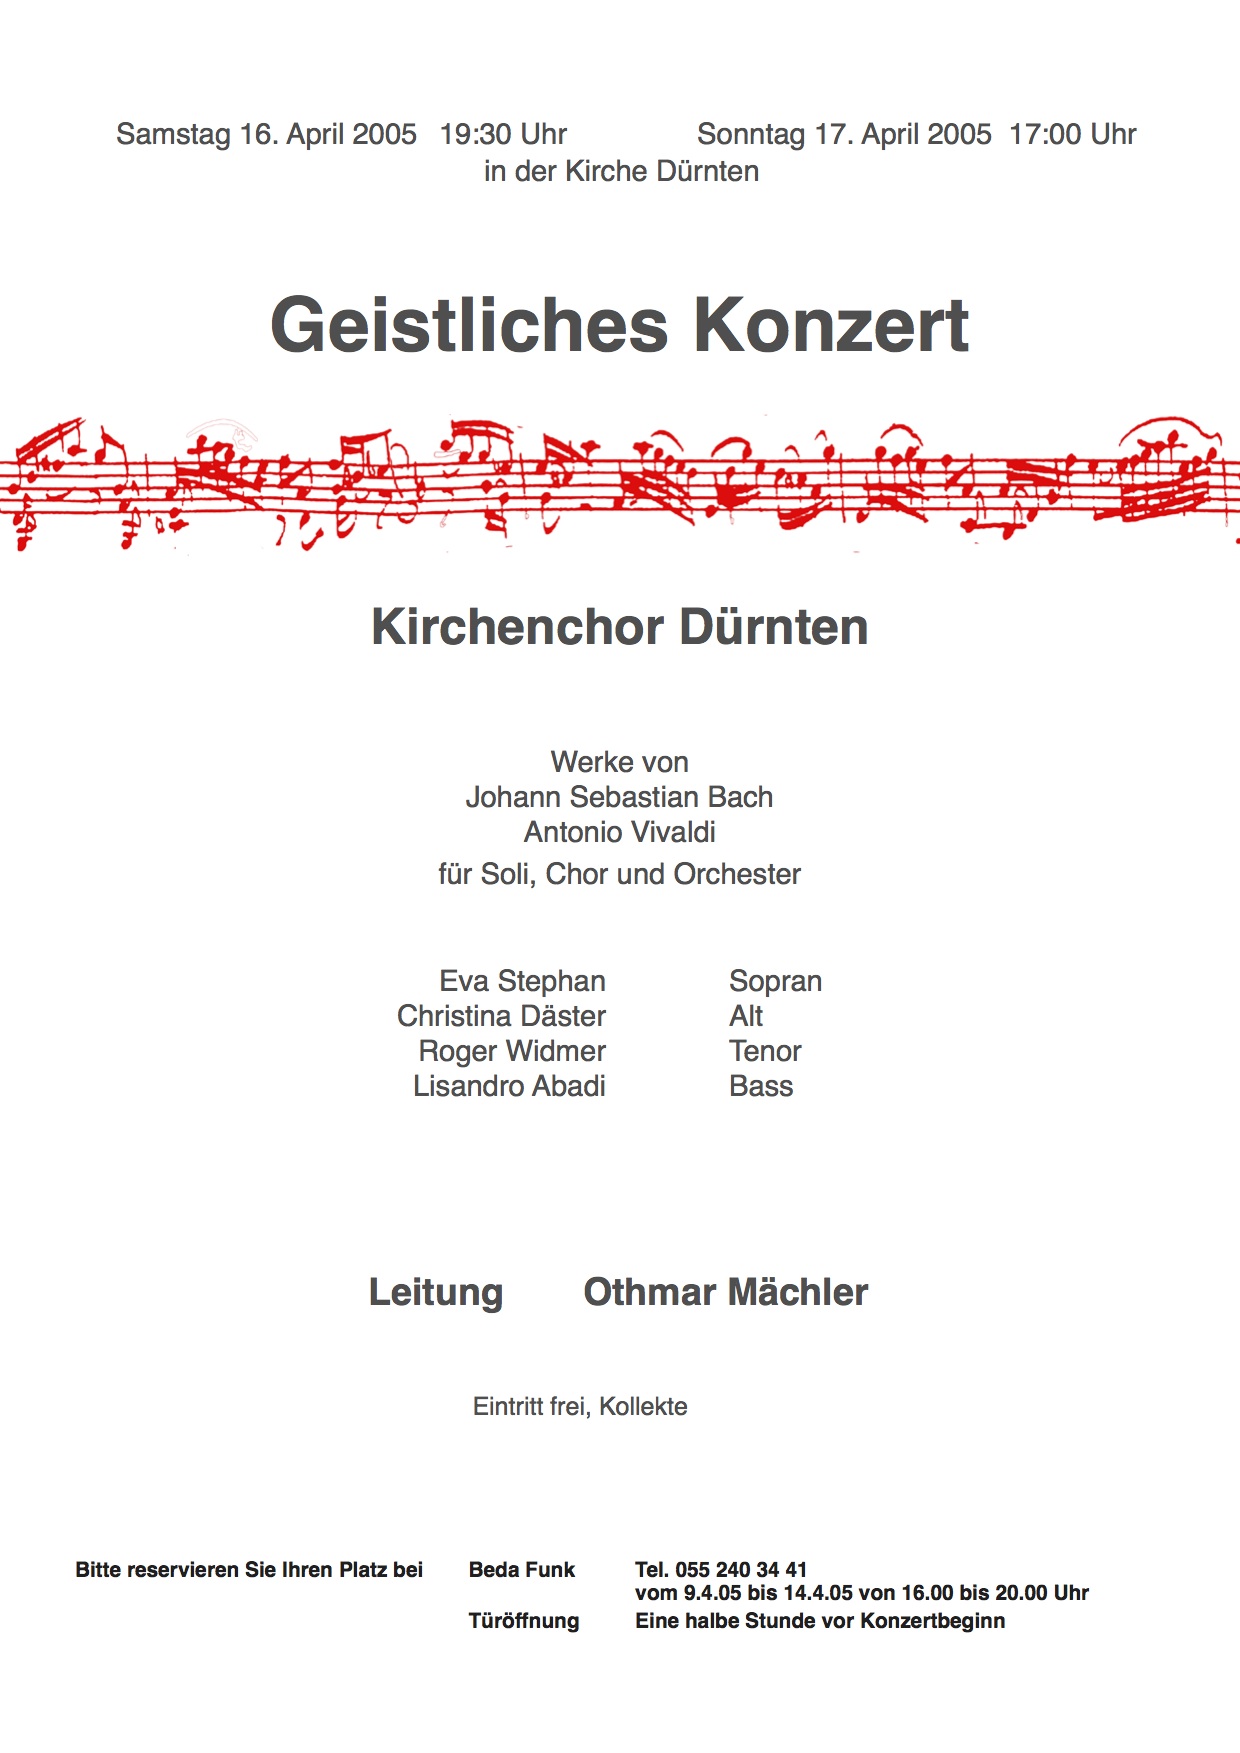 Samstag 16. April 2005 19:30 Uhr Sonntag 17. April 2005 17:00 Uhr
in der Kirche Dürnten
Geistliches Konzert
Kirchenchor Dürnten
Werke von
Johann Sebastian Bach
Antonio Vivaldi
für Soli, Chor und Orchester
Eva Stephan Sopran
Christina Däster Alt
Roger Widmer Tenor
Lisandro Abadi Bass
Leitung Othmar Mächler
Eintritt frei, Kollekte
Bitte reservieren Sie Ihren Platz bei Beda Funk Tel. 055 240 34 41
vom 9.4.05 bis 14.4.05 von 16.00 bis 20.00 Uhr
Türöffnung Eine halbe Stunde vor Konzertbeginn